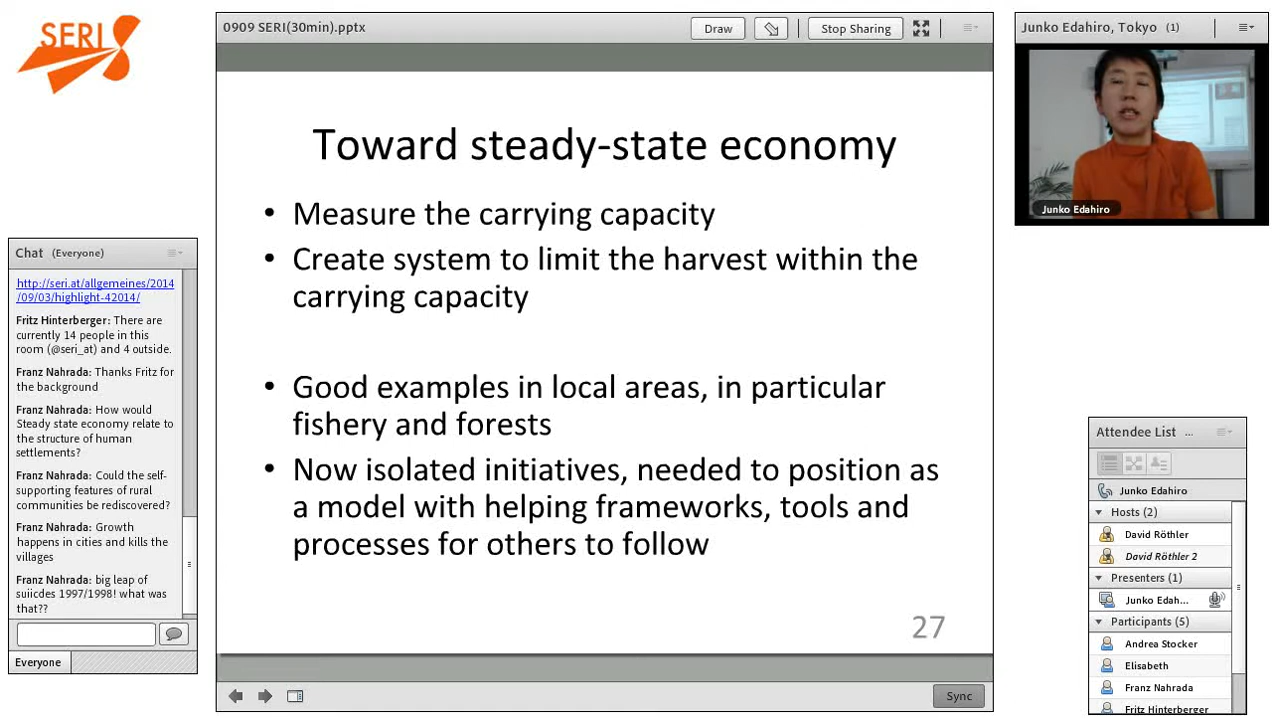 SERI
0909 SERI(30min).pptx
Draw
Stop Sharing
Toward steady-state economy
• Measure the carrying capacity
• Create system to limit the harvest within the
carrying capacity
• Good examples in local areas, in particular
fishery and forests
• Now isolated initiatives, needed to position as
a model with helping frameworks, tools and
processes for others to follow
27
Sync
Chat (Everyone)
http://seri.at/allgemeines/2014
/09/03/highlight-42014/
Fritz Hinterberger: There are
currently 14 people in this
room (@seri_at) and 4 outside.
Franz Nahrada: Thanks Fritz for
the background
Franz Nahrada: How would
Steady state economy relate to
the structure of human
settlements?
Franz Nahrada: Could the self-
supporting features of rural
communities be rediscovered?
Franz Nahrada: Growth
happens in cities and kills the
villages
Franz Nahrada: big leap of
suiicdes 1997/1998! what was
that??
Everyone
Junko Edahiro, Tokyo (1)
Junko Edahiro
Attendee List ...
Junko Edahiro
Hosts (2)
David Röthler
David Röthler 2
Presenters (1)
Junko Edah...
Participants (5)
Andrea Stocker
Elisabeth
Franz Nahrada
Fritz Hinterberger